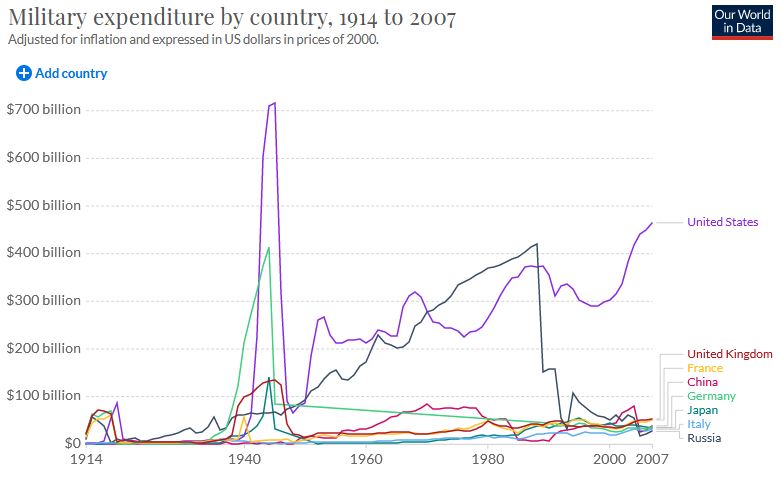 Military expenditure by country, 1914 to 2007
Adjusted for inflation and expressed in US dollars in prices of 2000.
Our World
in Data
Add country
$700 billion
$600 billion
$500 billion
$400 billion
$300 billion
$200 billion
$100 billion
$0
United States
United Kingdom
France
China
Germany
Japan
Italy
Russia
1914
1940
1960
1980
2000
2007